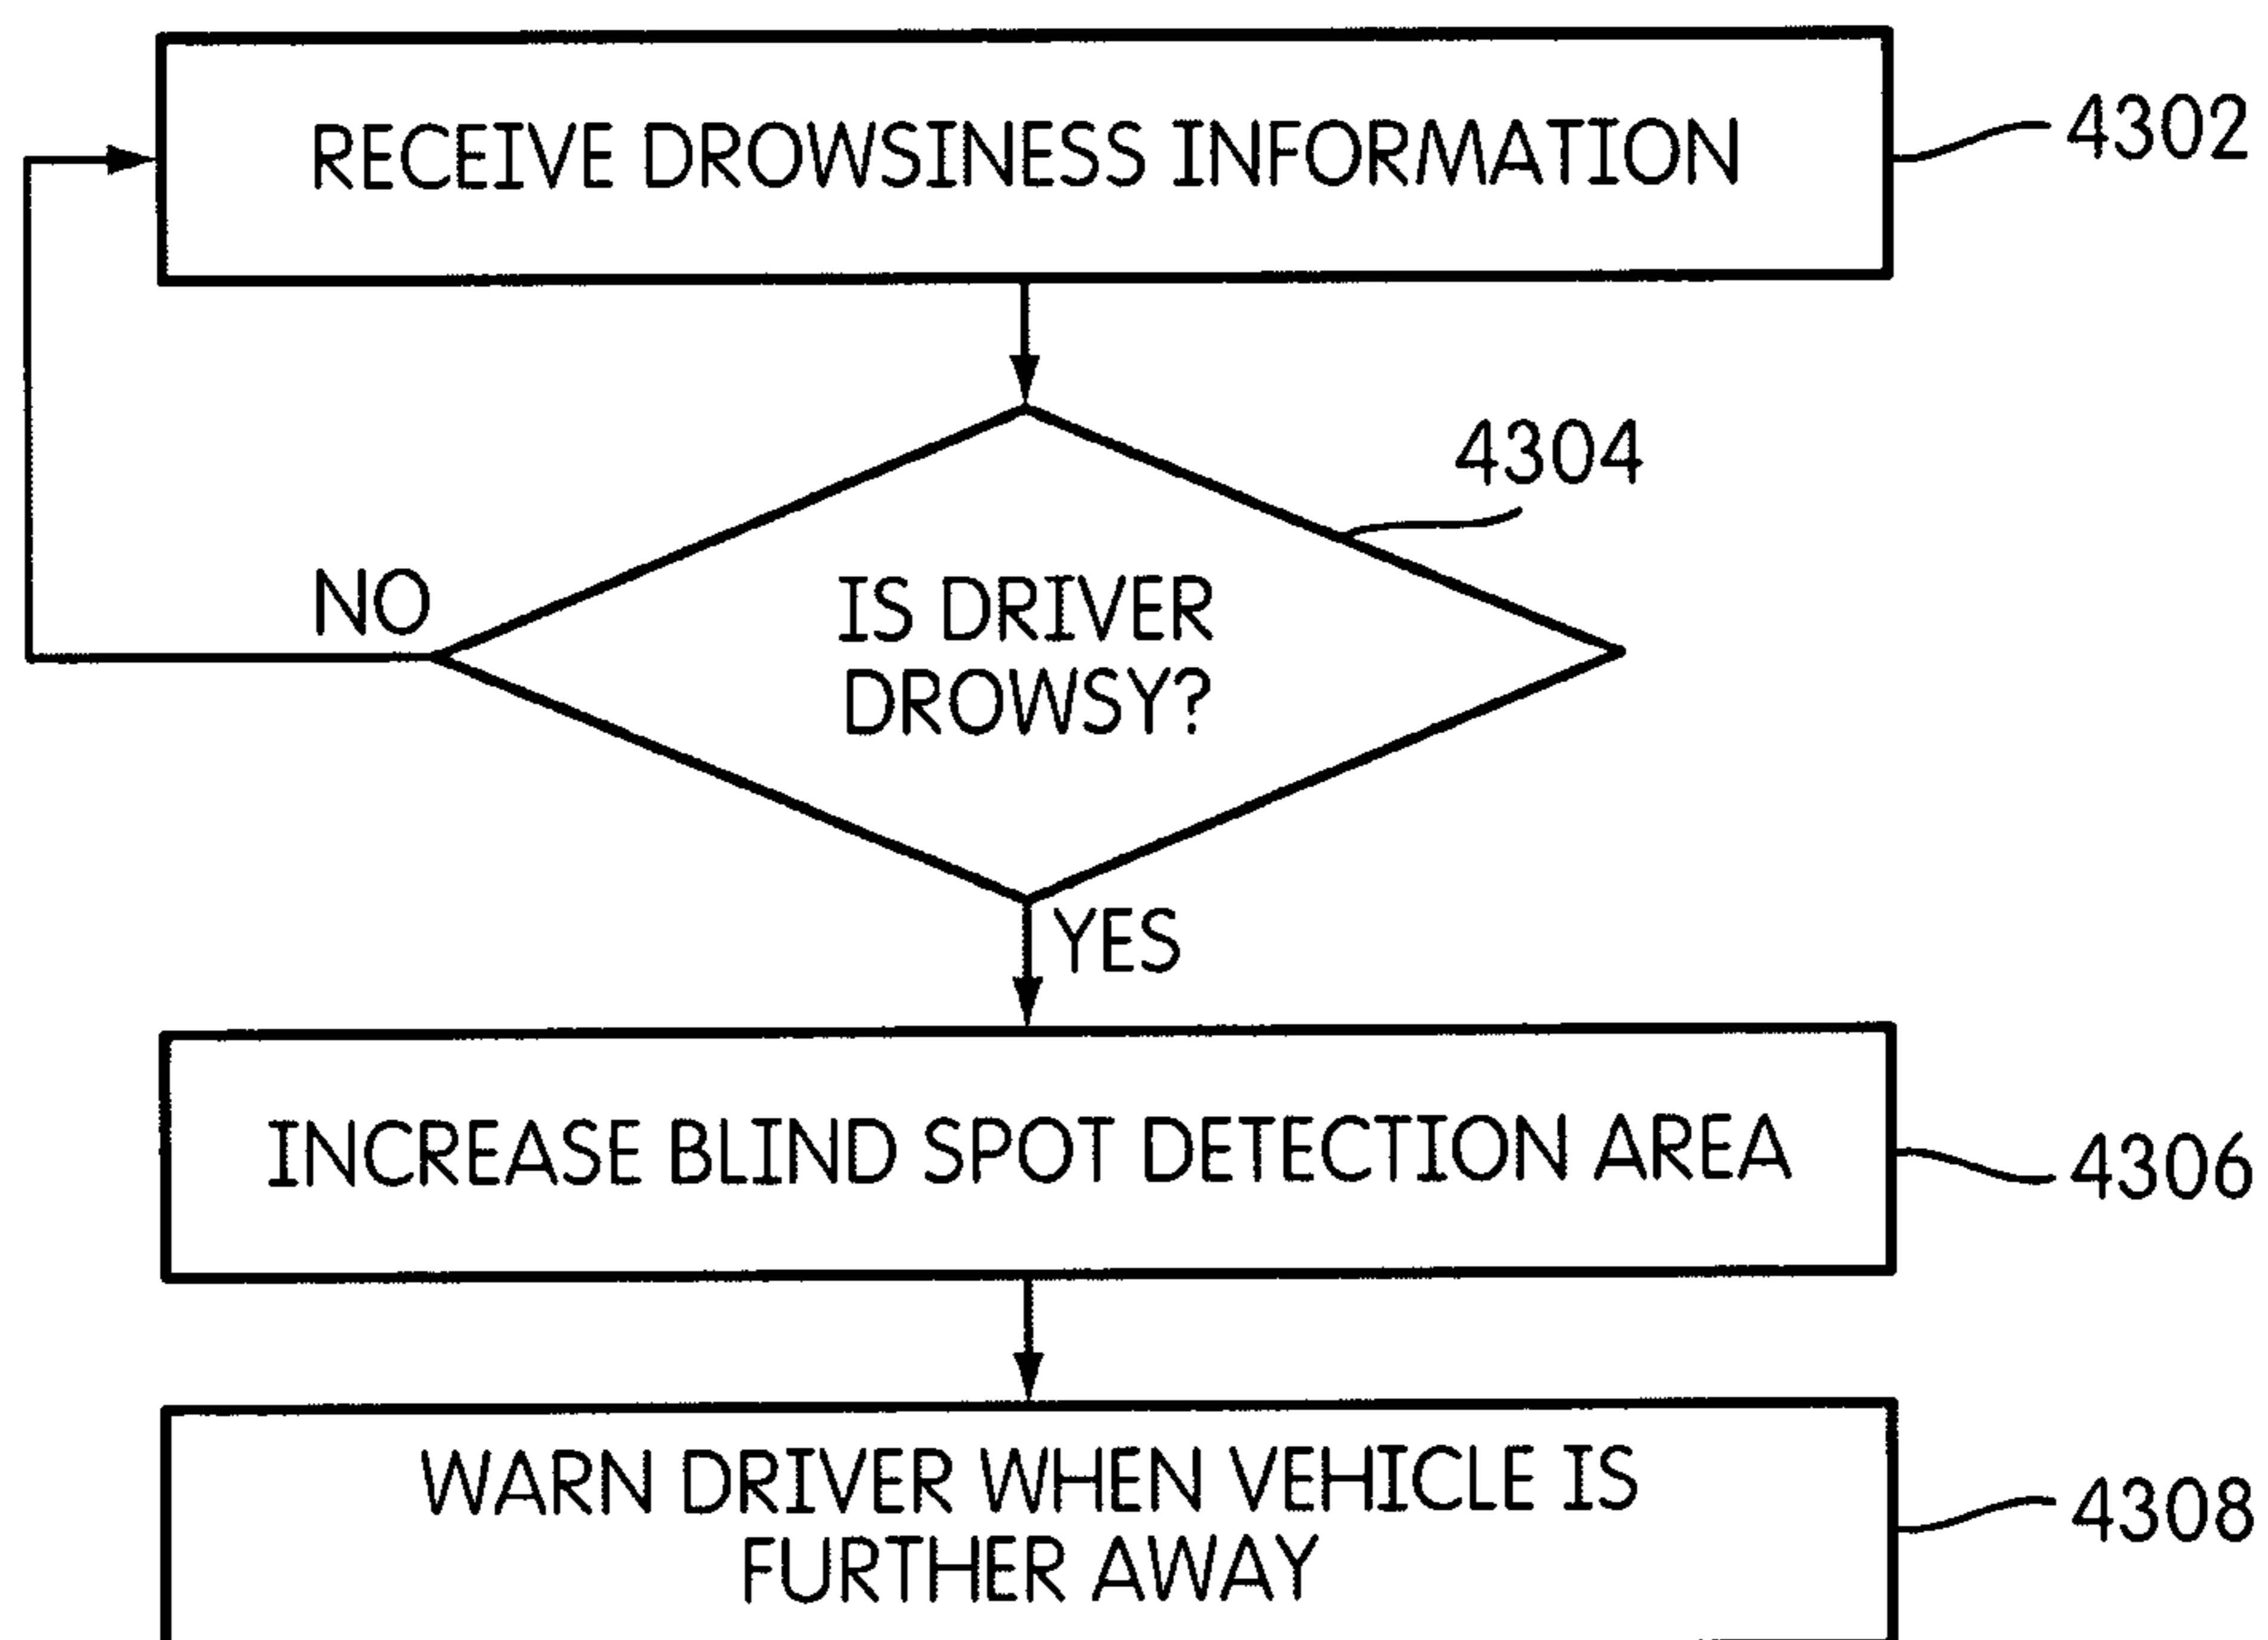 RECEIVE DROWSINESS INFORMATION
4302
4304
NO
IS DRIVER
DROWSY?
YES
INCREASE BLIND SPOT DETECTION AREA
4306
WARN DRIVER WHEN VEHICLE IS
FURTHER AWAY
4308